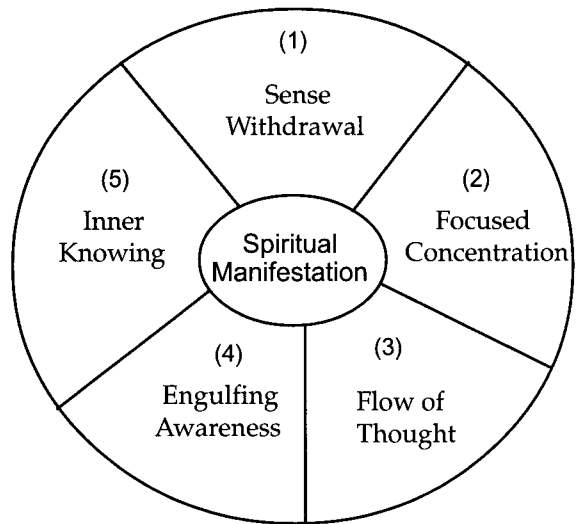 (1)
Sense
Withdrawal
(2)
Focused
Concentration
(3)
Flow of
Thought
(4)
Engulfing
Awareness
(5)
Inner
Knowing
Spiritual
Manifestation